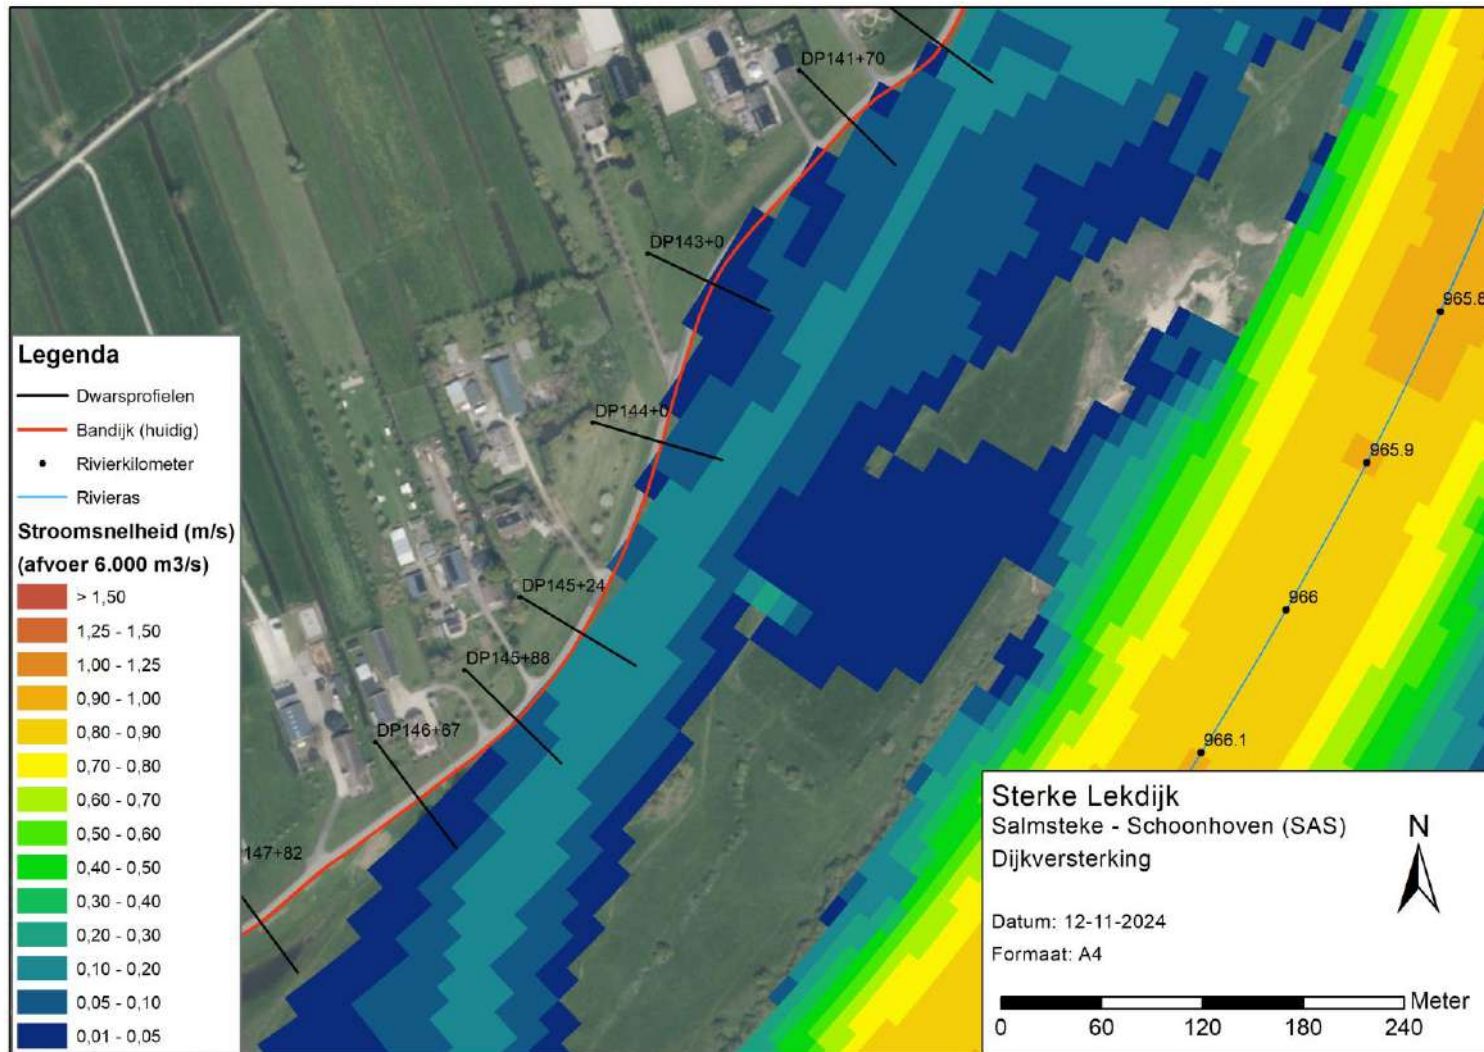 DP141+70
DP143+0
965.8
DP144+0
965.9
DP145+24
966
DP145+88
DP146+67
966.1
147+82
Legenda
Dwarsprofielen
Bandijk (huidig)
Rivierkilometer
Rivieras
Stroomsnelheid (m/s)
(afvoer 6.000 m3/s)
> 1,50
1,25 - 1,50
1,00 - 1,25
0,90 - 1,00
0,80 - 0,90
0,70 - 0,80
0,60 - 0,70
0,50 - 0,60
0,40 - 0,50
0,30 - 0,40
0,20 - 0,30
0,10 - 0,20
0,05 - 0,10
0,01 - 0,05
Sterke Lekdijk
Salmsteke - Schoonhoven (SAS)
Dijkversterking
N
Datum: 12-11-2024
Formaat: A4
Meter
0 60 120 180 240